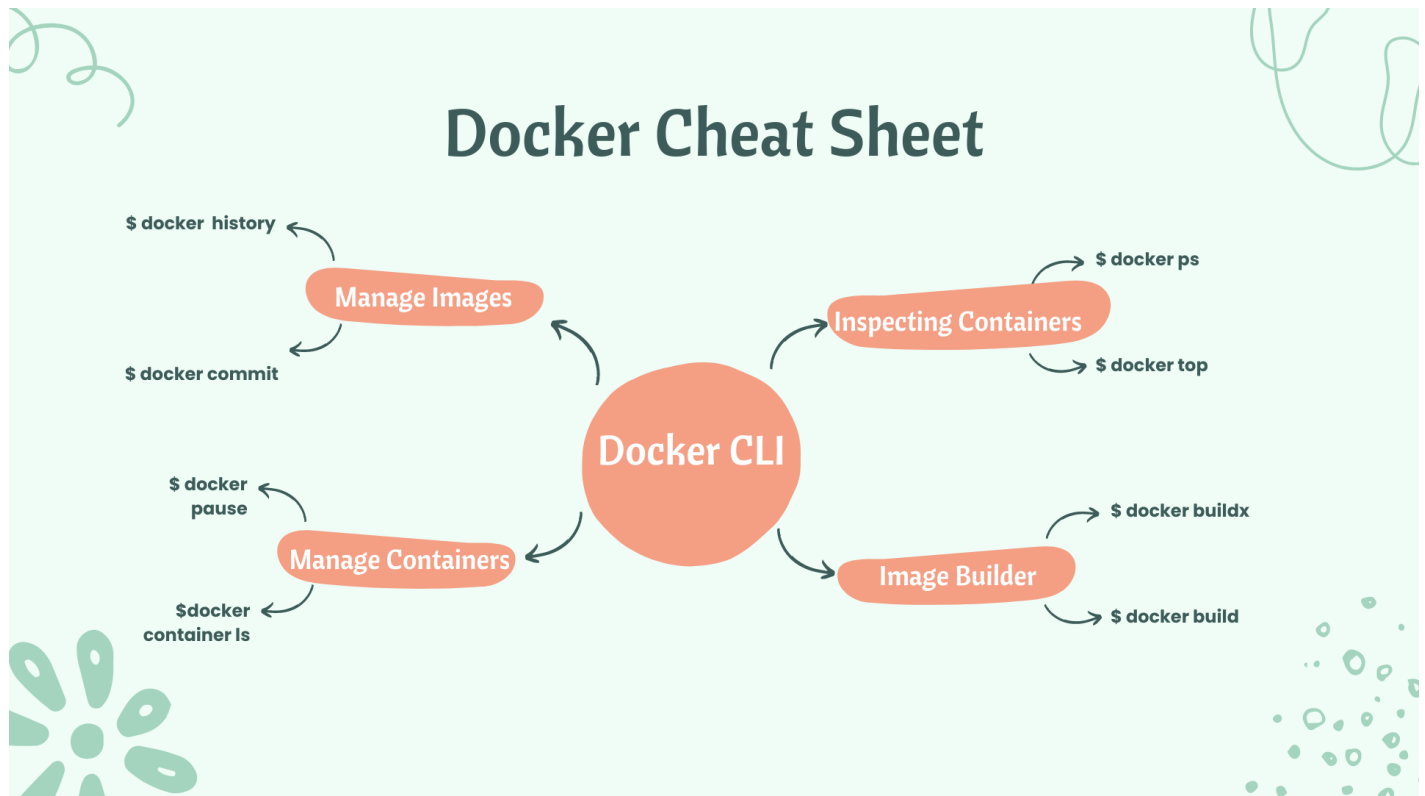 Docker Cheat Sheet
$ docker  history
Manage Images
$ docker commit
$ docker ps
Inspecting Containers
$ docker top
Docker CLI
$ docker
pause
Manage Containers
$docker
container ls
$ docker buildx
Image Builder
$ docker build